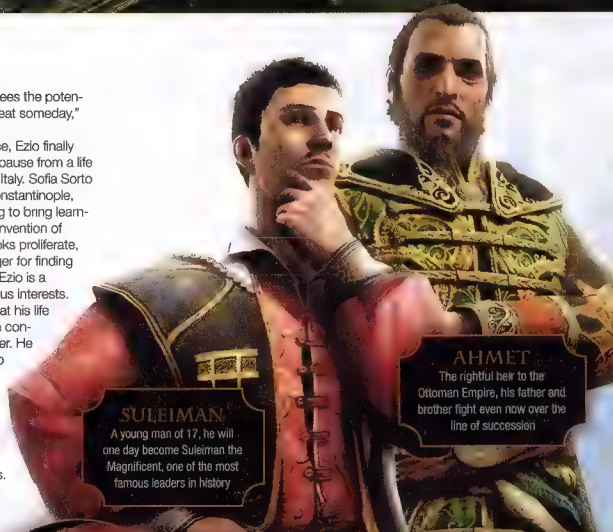 ees the poten-
eat someday,"
e, Ezio finally
pause from a life
Italy. Sofia Sorto
onstantinople,
g to bring learn-
nvention of
oks proliferate,
ger for finding
Ezio is a
us interests.
at his life
con-
er. He
s.
SULEIMAN
A young man of 17, he will
one day become Suleiman the
Magnificent, one of the most
famous leaders in history
AHMET
The rightful heir to the
Ottoman Empire, his father and
brother fight even now over the
line of succession